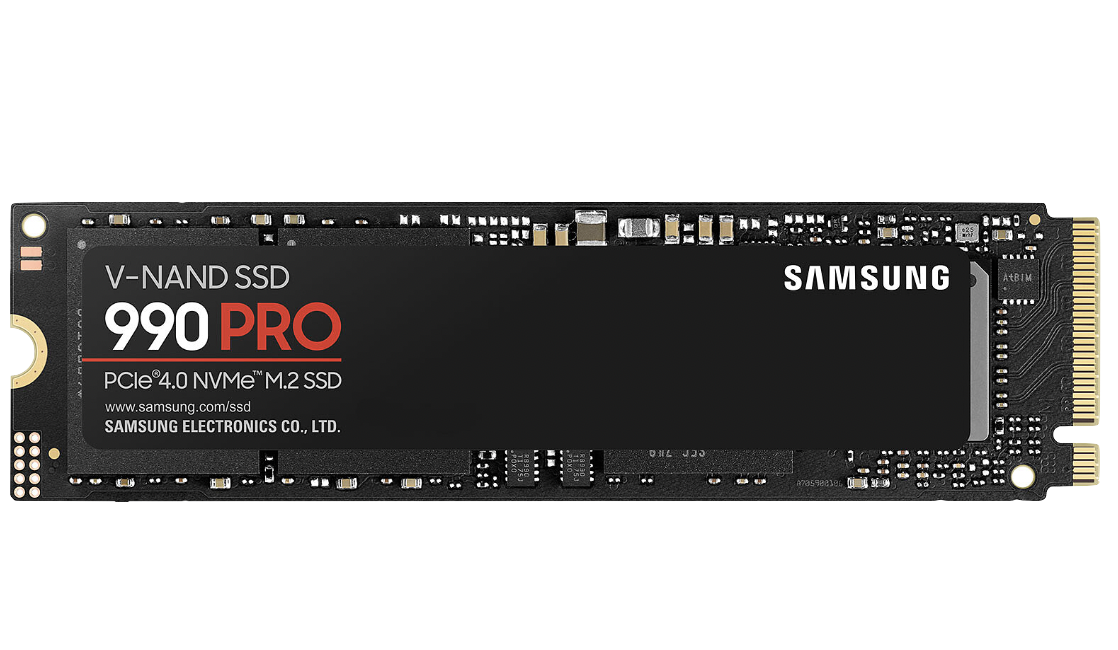 V-NAND SSD
SAMSUNG
990 PRO
PCIe®4.0 NVMe™ M.2 SSD
www.samsung.com/ssd
SAMSUNG ELECTRONICS CO., LTD.
AtBIM